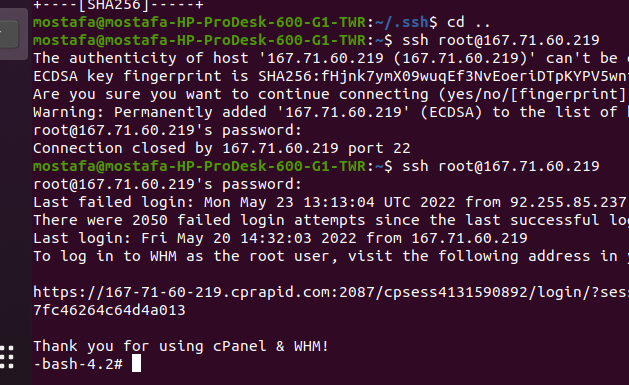 +----[SHA256]-----+
mostafa@mostafa-HP-ProDesk-600-G1-TWR:~/.ssh$ cd ..
mostafa@mostafa-HP-ProDesk-600-G1-TWR:~$ ssh root@167.71.60.219
The authenticity of host '167.71.60.219 (167.71.60.219)' can't be
ECDSA key fingerprint is SHA256:fHjnk7ymX09wuqEf3NvEoeriDTpKYPV5wn
Are you sure you want to continue connecting (yes/no/[fingerprint]
Warning: Permanently added '167.71.60.219' (ECDSA) to the list of
root@167.71.60.219's password:
Connection closed by 167.71.60.219 port 22
mostafa@mostafa-HP-ProDesk-600-G1-TWR:~$ ssh root@167.71.60.219
root@167.71.60.219's password:
Last failed login: Mon May 23 13:13:04 UTC 2022 from 92.255.85.237
There were 2050 failed login attempts since the last successful lo
Last login: Fri May 20 14:32:03 2022 from 167.71.60.219
To log in to WHM as the root user, visit the following address in
https://167-71-60-219.cprapid.com:2087/cpsess4131590892/login/?ses
7fc46264c64d4a013
Thank you for using cPanel & WHM!
-bash-4.2#